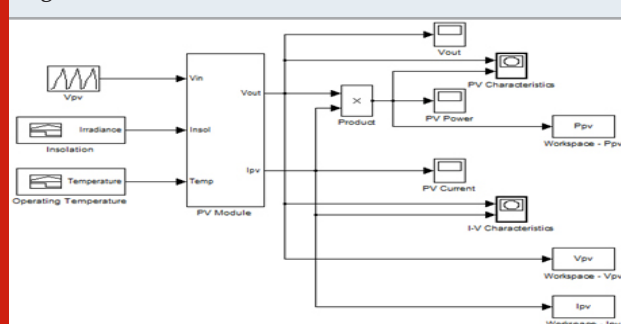 Vout
Vpv
Vin
Vout
PV Characteristics
×
Product
PV Power
Irradiance
Insol
Insolation
Ppv
Workspace - Ppv
Temperature
Temp
Ipv
Operating Temperature
PV Module
PV Current
I-V Characteristics
Vpv
Workspace - Vpv
Ipv